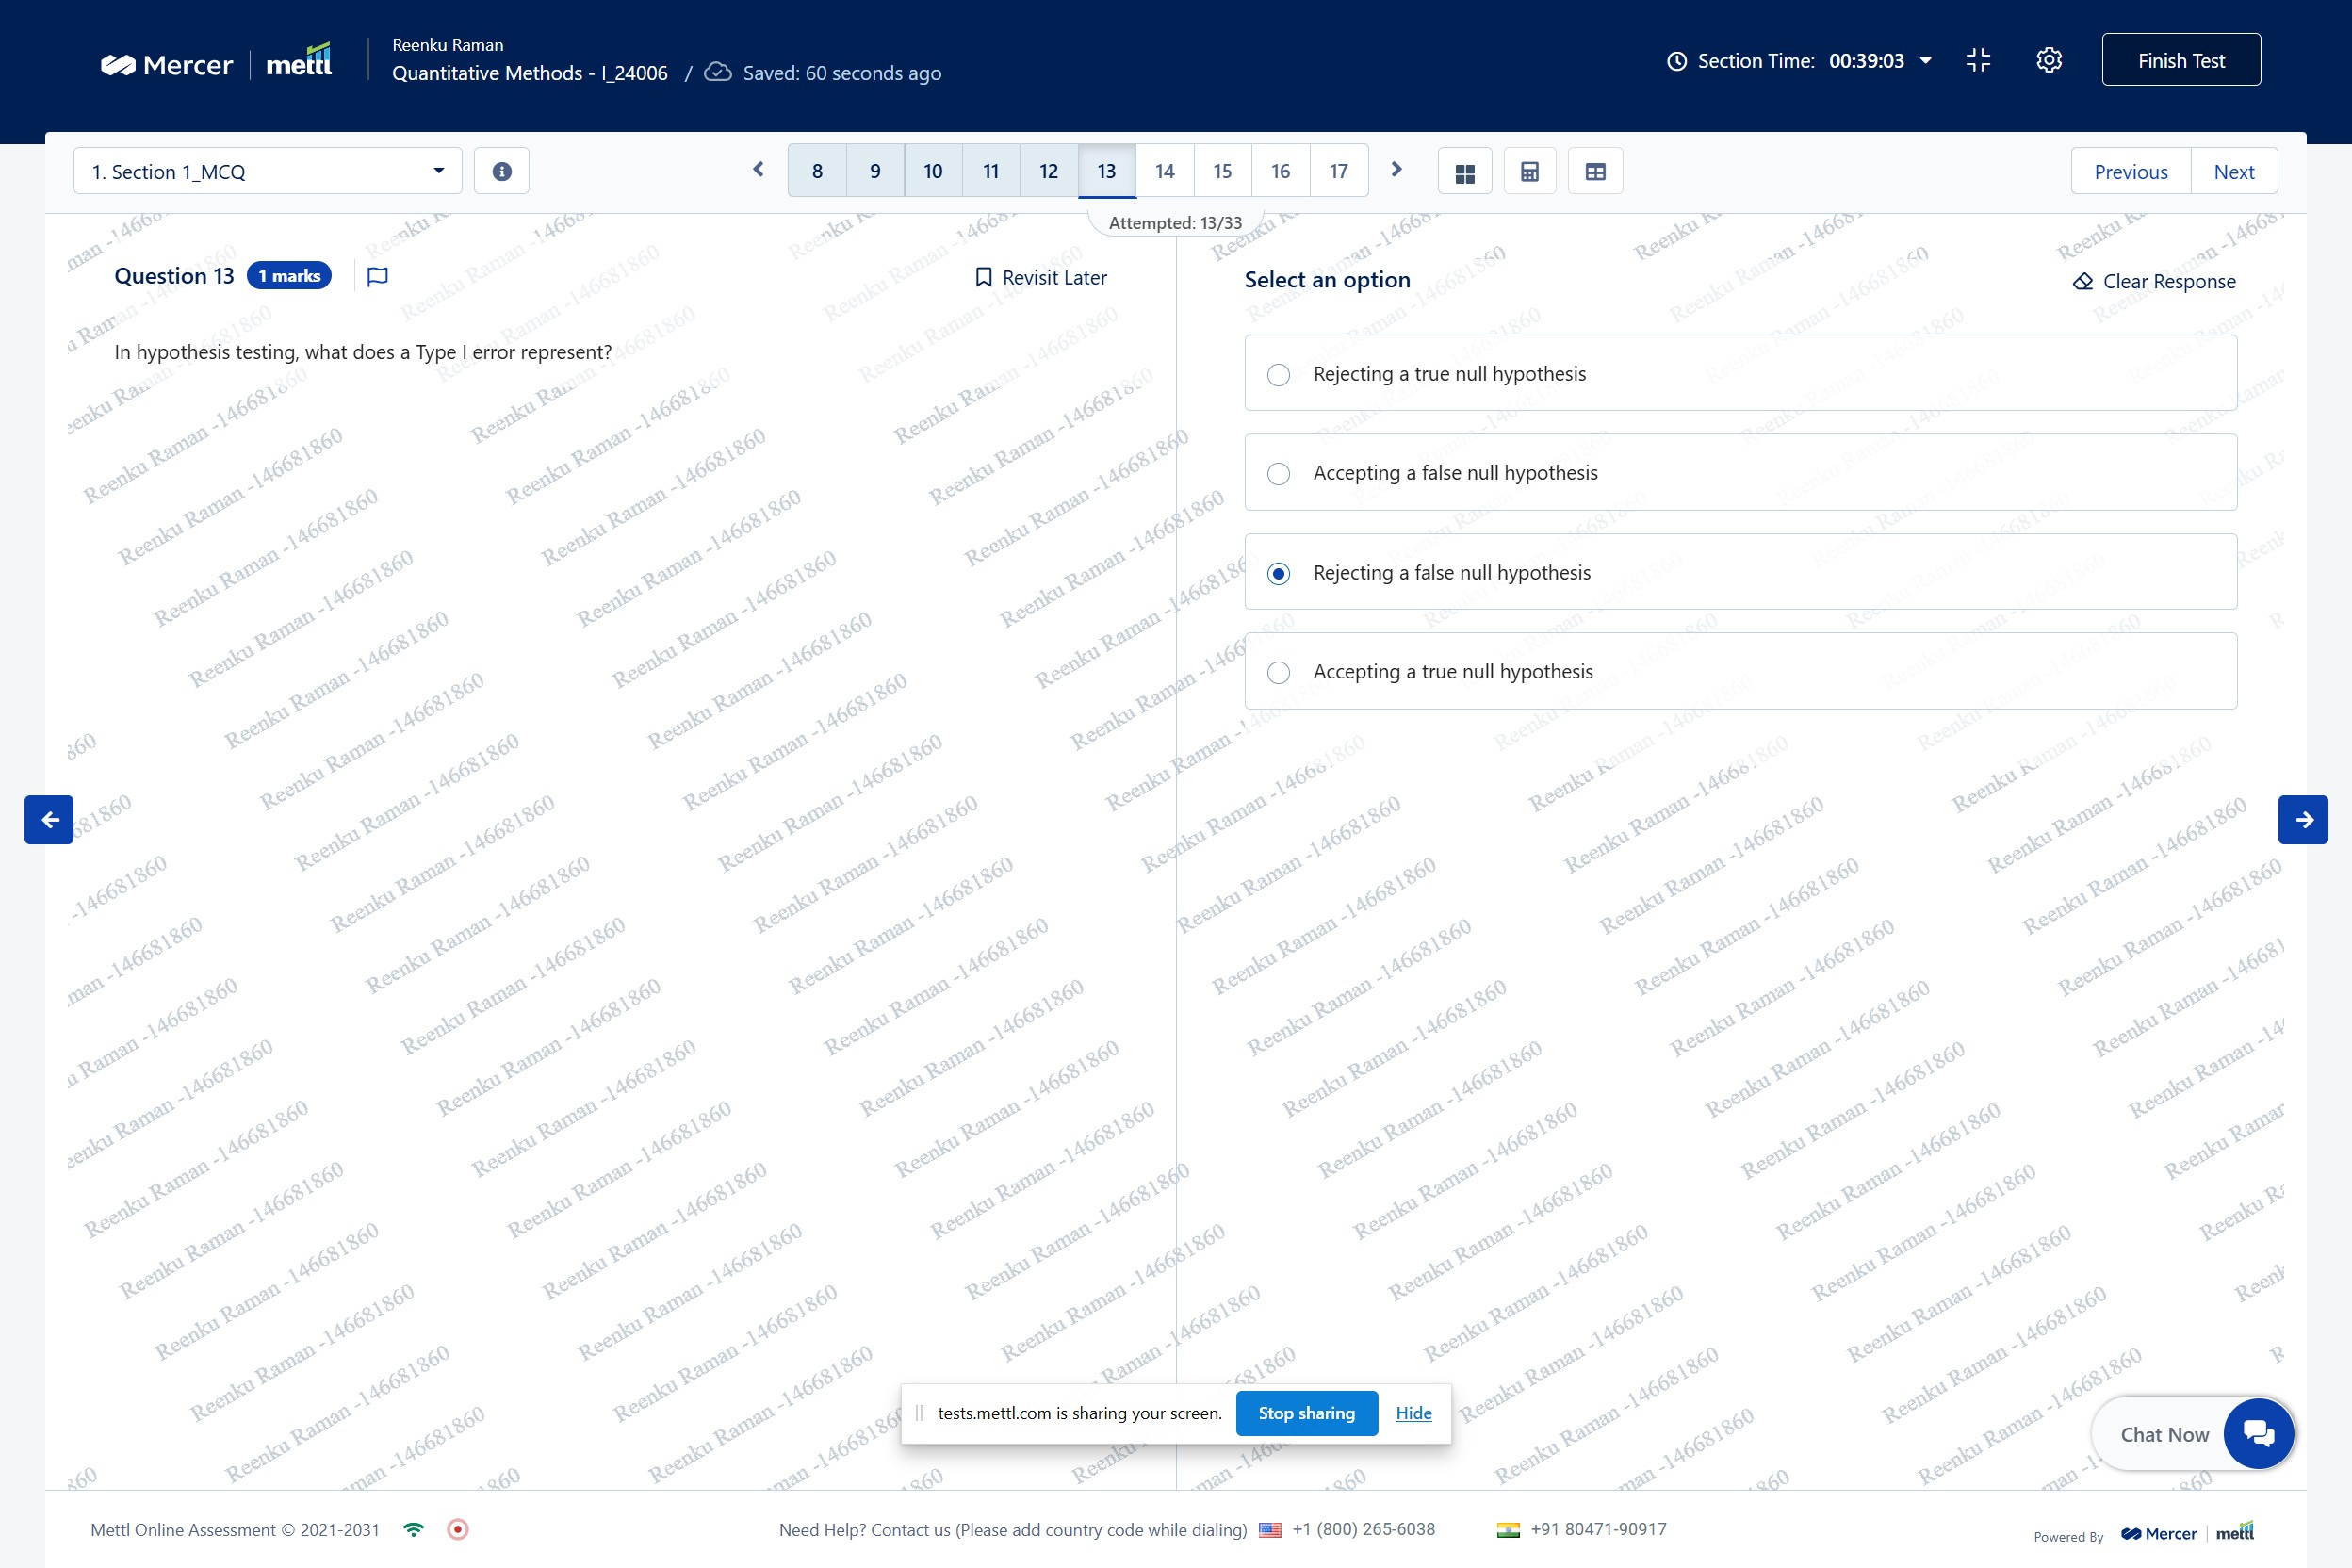 Mercer | mettl
Reenku Raman
Quantitative Methods - I_24006 / Saved: 60 seconds ago
Section Time: 00:39:03
Finish Test
1. Section 1_MCQ
8 9 10 11 12 13 14 15 16 17
Previous Next
Attempted: 13/33
Question 13 1 marks
Revisit Later
In hypothesis testing, what does a Type I error represent?
Select an option
Clear Response
Rejecting a true null hypothesis
Accepting a false null hypothesis
Rejecting a false null hypothesis
Accepting a true null hypothesis
Reenku Raman -146681860
tests.mettl.com is sharing your screen. Stop sharing Hide
Chat Now
Mettl Online Assessment © 2021-2031
Need Help? Contact us (Please add country code while dialing) +1 (800) 265-6038 +91 80471-90917
Powered By Mercer | mettl